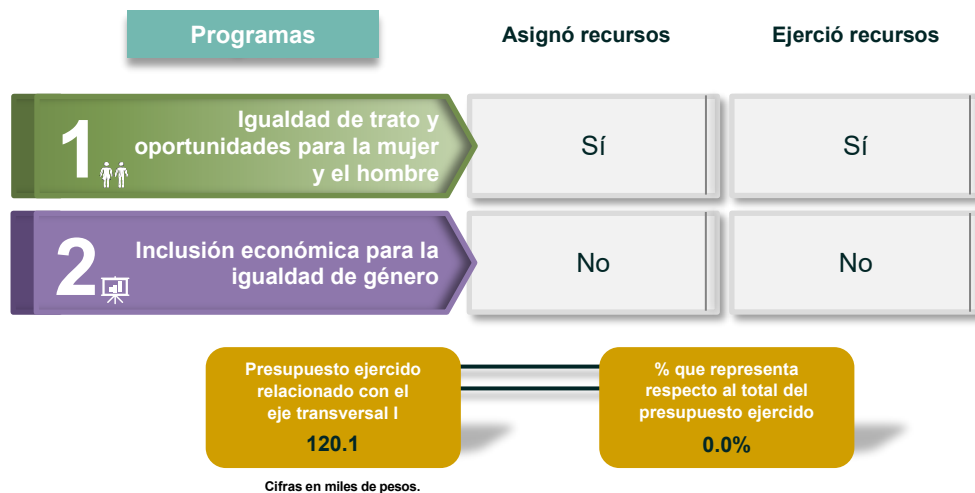 Programas
Asignó recursos
Ejerció recursos
1
Igualdad de trato y
oportunidades para la mujer
y el hombre
Sí
Sí
2
Inclusión económica para la
igualdad de género
No
No
Presupuesto ejercido
relacionado con el
eje transversal I
120.1
% que representa
respecto al total del
presupuesto ejercido
0.0%
Cifras en miles de pesos.